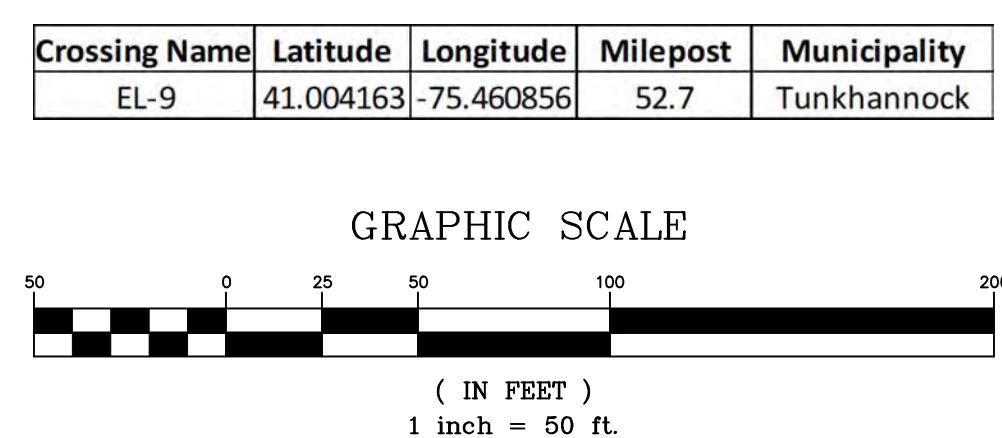 Crossing Name Latitude Longitude Milepost Municipality
EL-9 41.004163 -75.460856 52.7 Tunkhannock
GRAPHIC SCALE
50 0 25 50 100 200
( IN FEET )
1 inch = 50 ft.